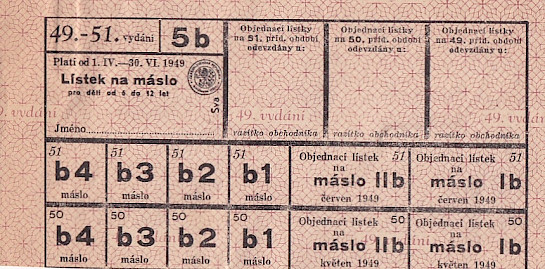 49.-51. vydání
5b
Platí od 1. IV.—30. VI. 1949
Lístek na máslo
pro děti od 6 do 12 let
Sva
Jméno
Objednací lístky
na 51. příd. období
odevzdány u:
razítko obchodníka
Objednací lístky
na 50. příd. období
odevzdány u:
razítko obchodníka
Objednací lístky
na 49. příd. období
odevzdány u:
razítko obchodníka
49. vydání
49. vydání
vydání
51
b4
máslo
b3
máslo
b2
máslo
51
b1
máslo
Objednací lístek 51
na
máslo IIb
červen 1949
Objednací lístek 51
na
máslo Ib
červen 1949
50
b4
máslo
50
b3
máslo
50
b2
máslo
50
b1
máslo
Objednací lístek 50
na
máslo IIb
květen 1949
Objednací lístek 50
na
máslo Ib
květen 1949